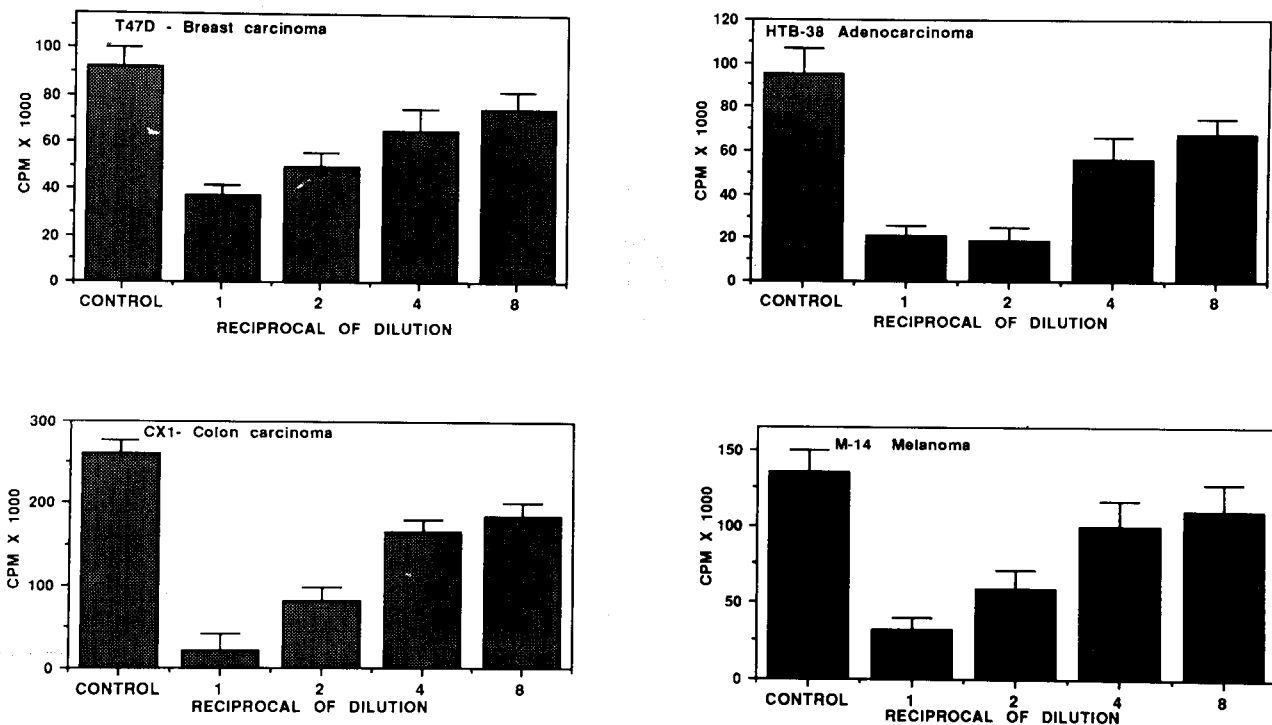 T47D - Breast carcinoma
CPM X 1000
100
80
60
40
20
0
CONTROL 1 2 4 8
RECIPROCAL OF DILUTION
HTB-38 Adenocarcinoma
CPM X 1000
120
100
80
60
40
20
0
CONTROL 1 2 4 8
RECIPROCAL OF DILUTION
CX1- Colon carcinoma
CPM X 1000
300
200
100
0
CONTROL 1 2 4 8
RECIPROCAL OF DILUTION
M-14 Melanoma
CPM X 1000
150
100
50
0
CONTROL 1 2 4 8
RECIPROCAL OF DILUTION